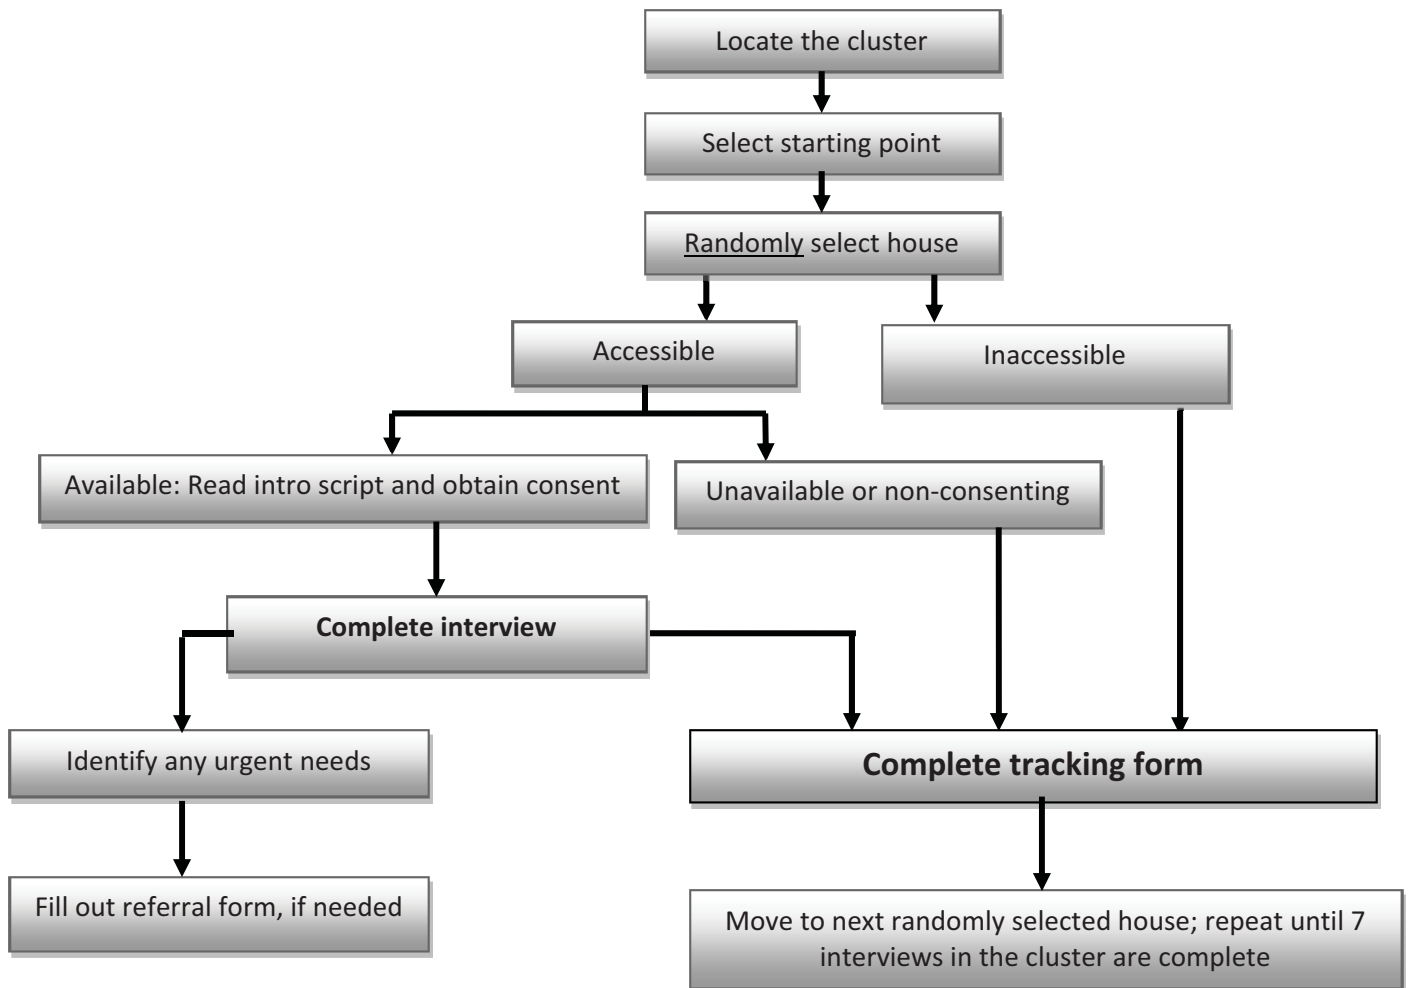 Locate the cluster
Select starting point
Randomly select house
Accessible
Inaccessible
Available: Read intro script and obtain consent
Unavailable or non-consenting
Complete interview
Identify any urgent needs
Complete tracking form
Fill out referral form, if needed
Move to next randomly selected house; repeat until 7
interviews in the cluster are complete